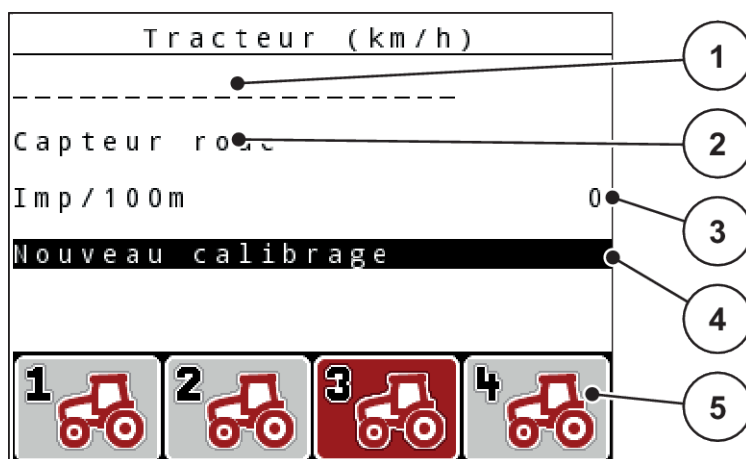 Tracteur (km/h)
1
Capteur
2
Imp/100m 0
3
Nouveau calibrage
4
1 2 3 4
5